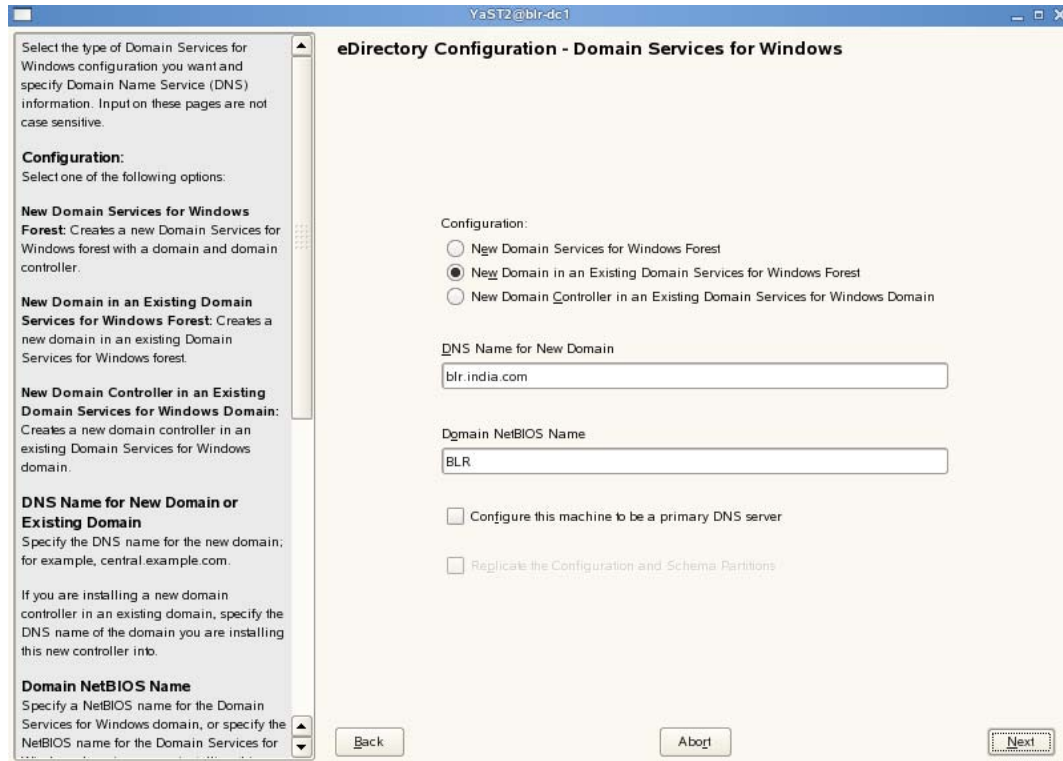 YaST2@blr-dc1
Select the type of Domain Services for
Windows configuration you want and
specify Domain Name Service (DNS)
information. Input on these pages are not
case sensitive.
Configuration:
Select one of the following options:
New Domain Services for Windows
Forest: Creates a new Domain Services for
Windows forest with a domain and domain
controller.
New Domain in an Existing Domain
Services for Windows Forest: Creates a
new domain in an existing Domain
Services for Windows forest.
New Domain Controller in an Existing
Domain Services for Windows Domain:
Creates a new domain controller in an
existing Domain Services for Windows
domain.
DNS Name for New Domain or
Existing Domain
Specify the DNS name for the new domain;
for example, central.example.com.
If you are installing a new domain
controller in an existing domain, specify the
DNS name of the domain you are installing
this new controller into.
Domain NetBIOS Name
Specify a NetBIOS name for the Domain
Services for Windows domain, or specify the
NetBIOS name for the Domain Services for
eDirectory Configuration - Domain Services for Windows
Configuration:
New Domain Services for Windows Forest
New Domain in an Existing Domain Services for Windows Forest
New Domain Controller in an Existing Domain Services for Windows Domain
DNS Name for New Domain
blr.india.com
Domain NetBIOS Name
BLR
Configure this machine to be a primary DNS server
Replicate the Configuration and Schema Partitions
Back
Abort
Next